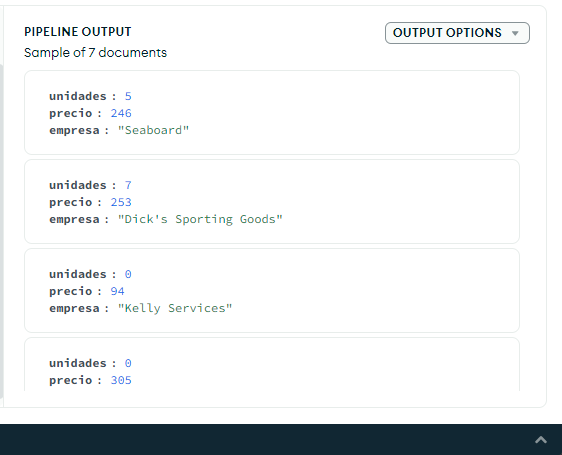 PIPELINE OUTPUT
OUTPUT OPTIONS
Sample of 7 documents
unidades : 5
precio : 246
empresa : "Seaboard"
unidades : 7
precio : 253
empresa : "Dick's Sporting Goods"
unidades : 0
precio : 94
empresa : "Kelly Services"
unidades : 0
precio : 305